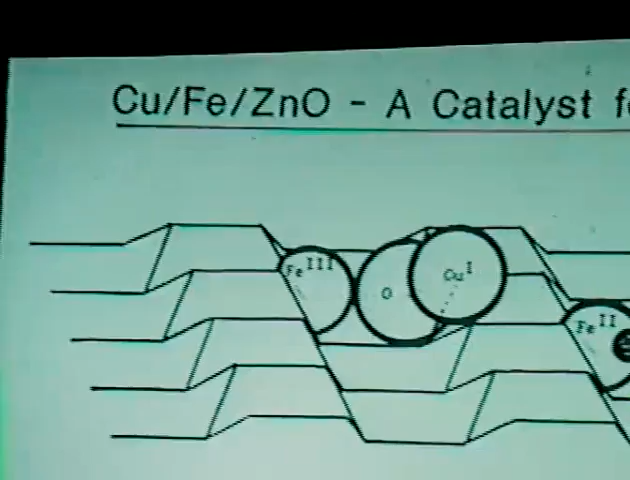 Cu/Fe/ZnO - A Catalyst
Fe III
O
Cu I
Fe II